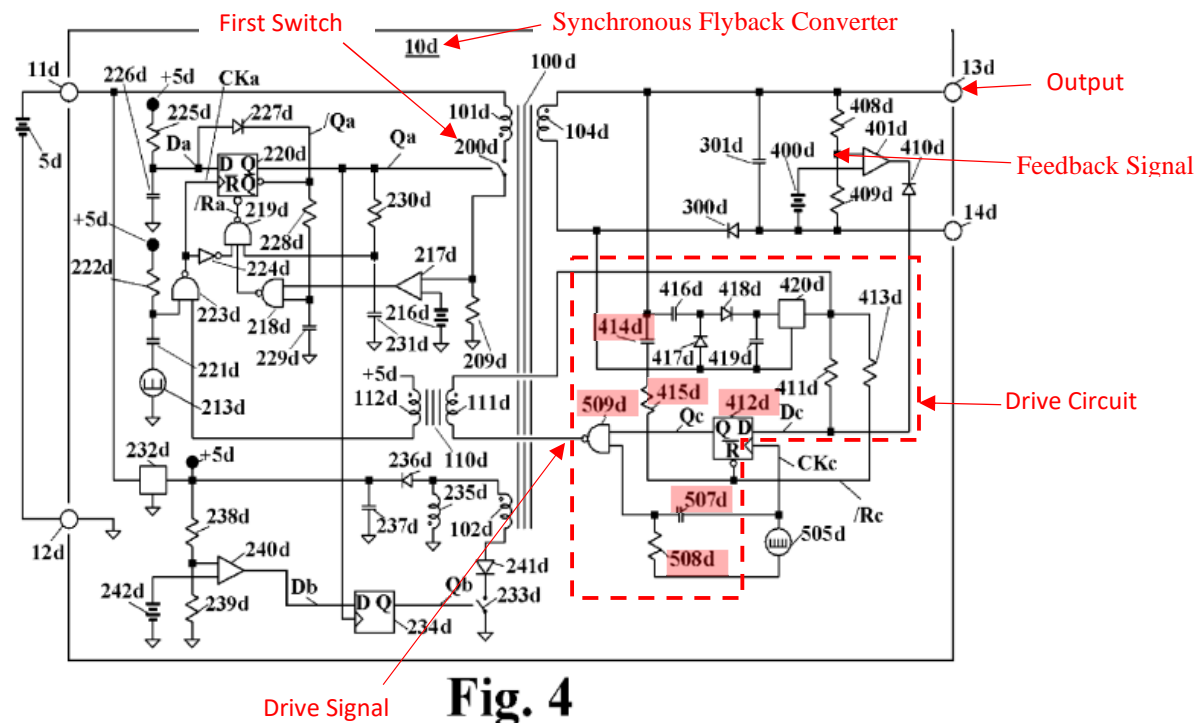 First Switch
Synchronous Flyback Converter
10d
100d
11d
226d
+5d
CKa
13d
Output
225d
227d
/Qa
101d
104d
408d
401d
410d
Da
Qa
200d
5d
D Q
220d
301d
400d
Feedback Signal
R Q
230d
409d
/Ra
219d
300d
14d
+5d
228d
217d
222d
224d
416d
418d
420d
413d
223d
218d
216d
414d
221d
229d
231d
209d
417d
419d
411d
+5d
415d
412d
213d
112d
111d
509d
Qc
Q D
Dc
Drive Circuit
R
232d
+5d
236d
110d
CKc
235d
507d
/Rc
238d
237d
102d
12d
505d
240d
508d
241d
242d
Db
Qb
233d
239d
D Q
234d
Drive Signal
Fig. 4